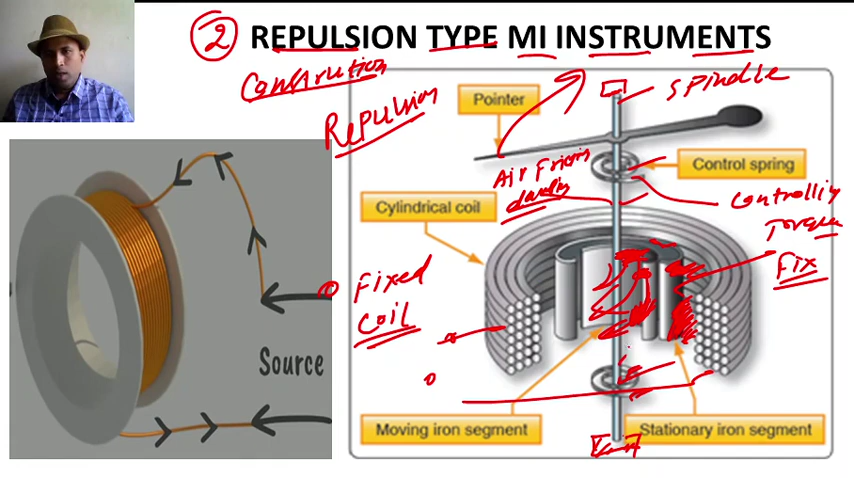 ② REPULSION TYPE MI INSTRUMENTS
Construtiion
Repulsion
Spindle
Pointer
Air Friction
damping
Control spring
Controlling
Torque
Cylindrical coil
Fix
Fixed
Coil
Source
Moving iron segment
Stationary iron segment